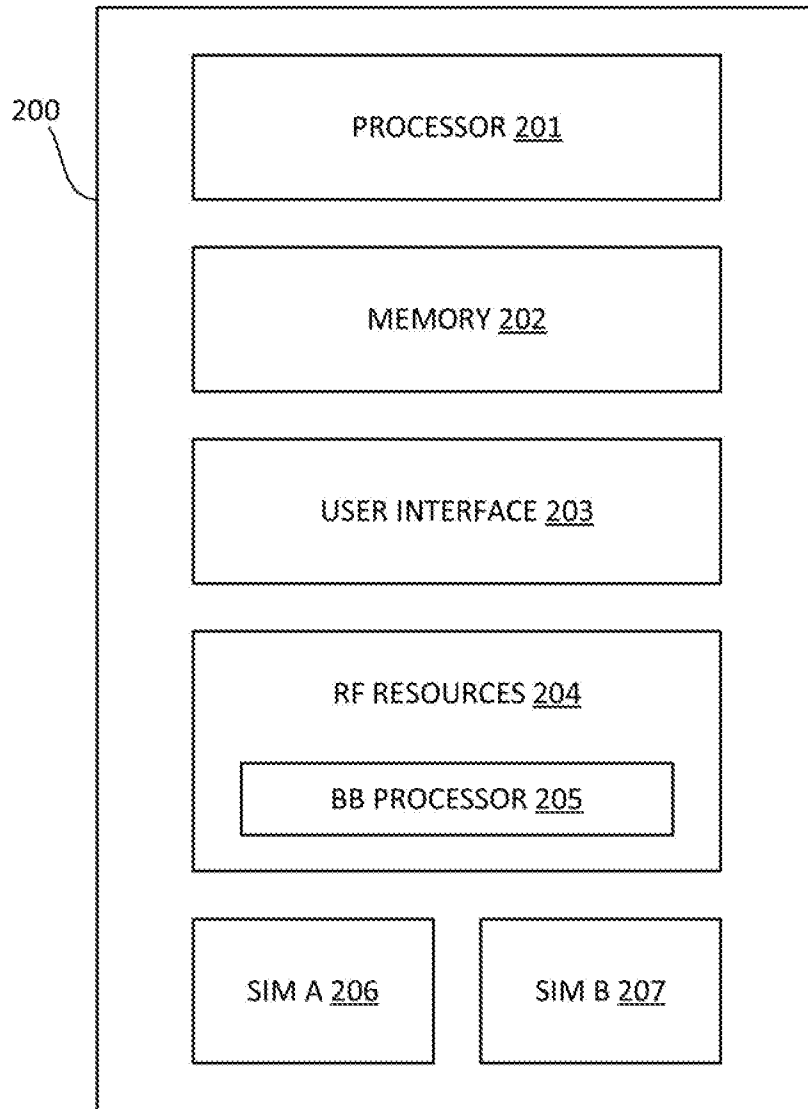 200
PROCESSOR 201
MEMORY 202
USER INTERFACE 203
RF RESOURCES 204
BB PROCESSOR 205
SIM A 206
SIM B 207